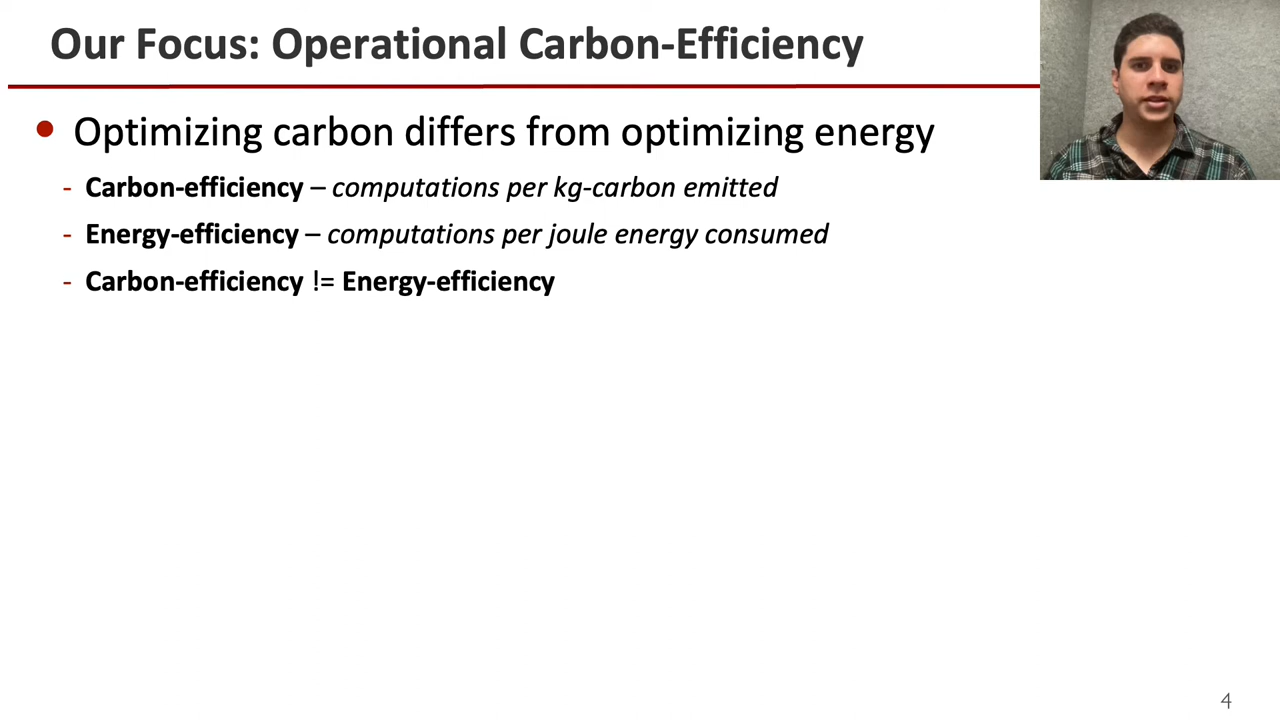 Our Focus: Operational Carbon-Efficiency
• Optimizing carbon differs from optimizing energy
- Carbon-efficiency – computations per kg-carbon emitted
- Energy-efficiency – computations per joule energy consumed
- Carbon-efficiency != Energy-efficiency
4